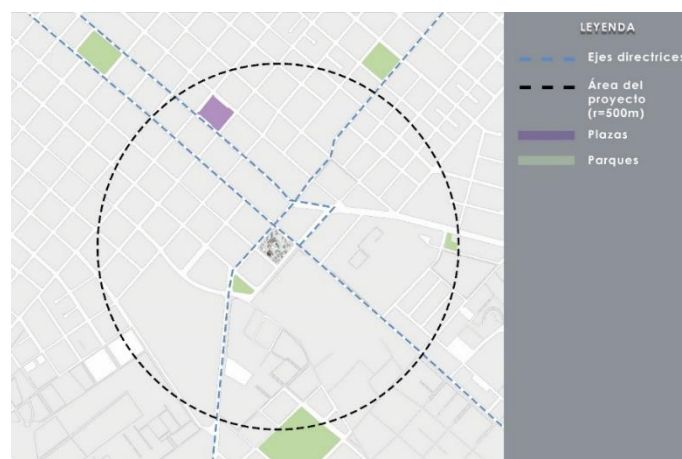 LEYENDA
Ejes directrices
Área del
proyecto
(r=500m)
Plazas
Parques